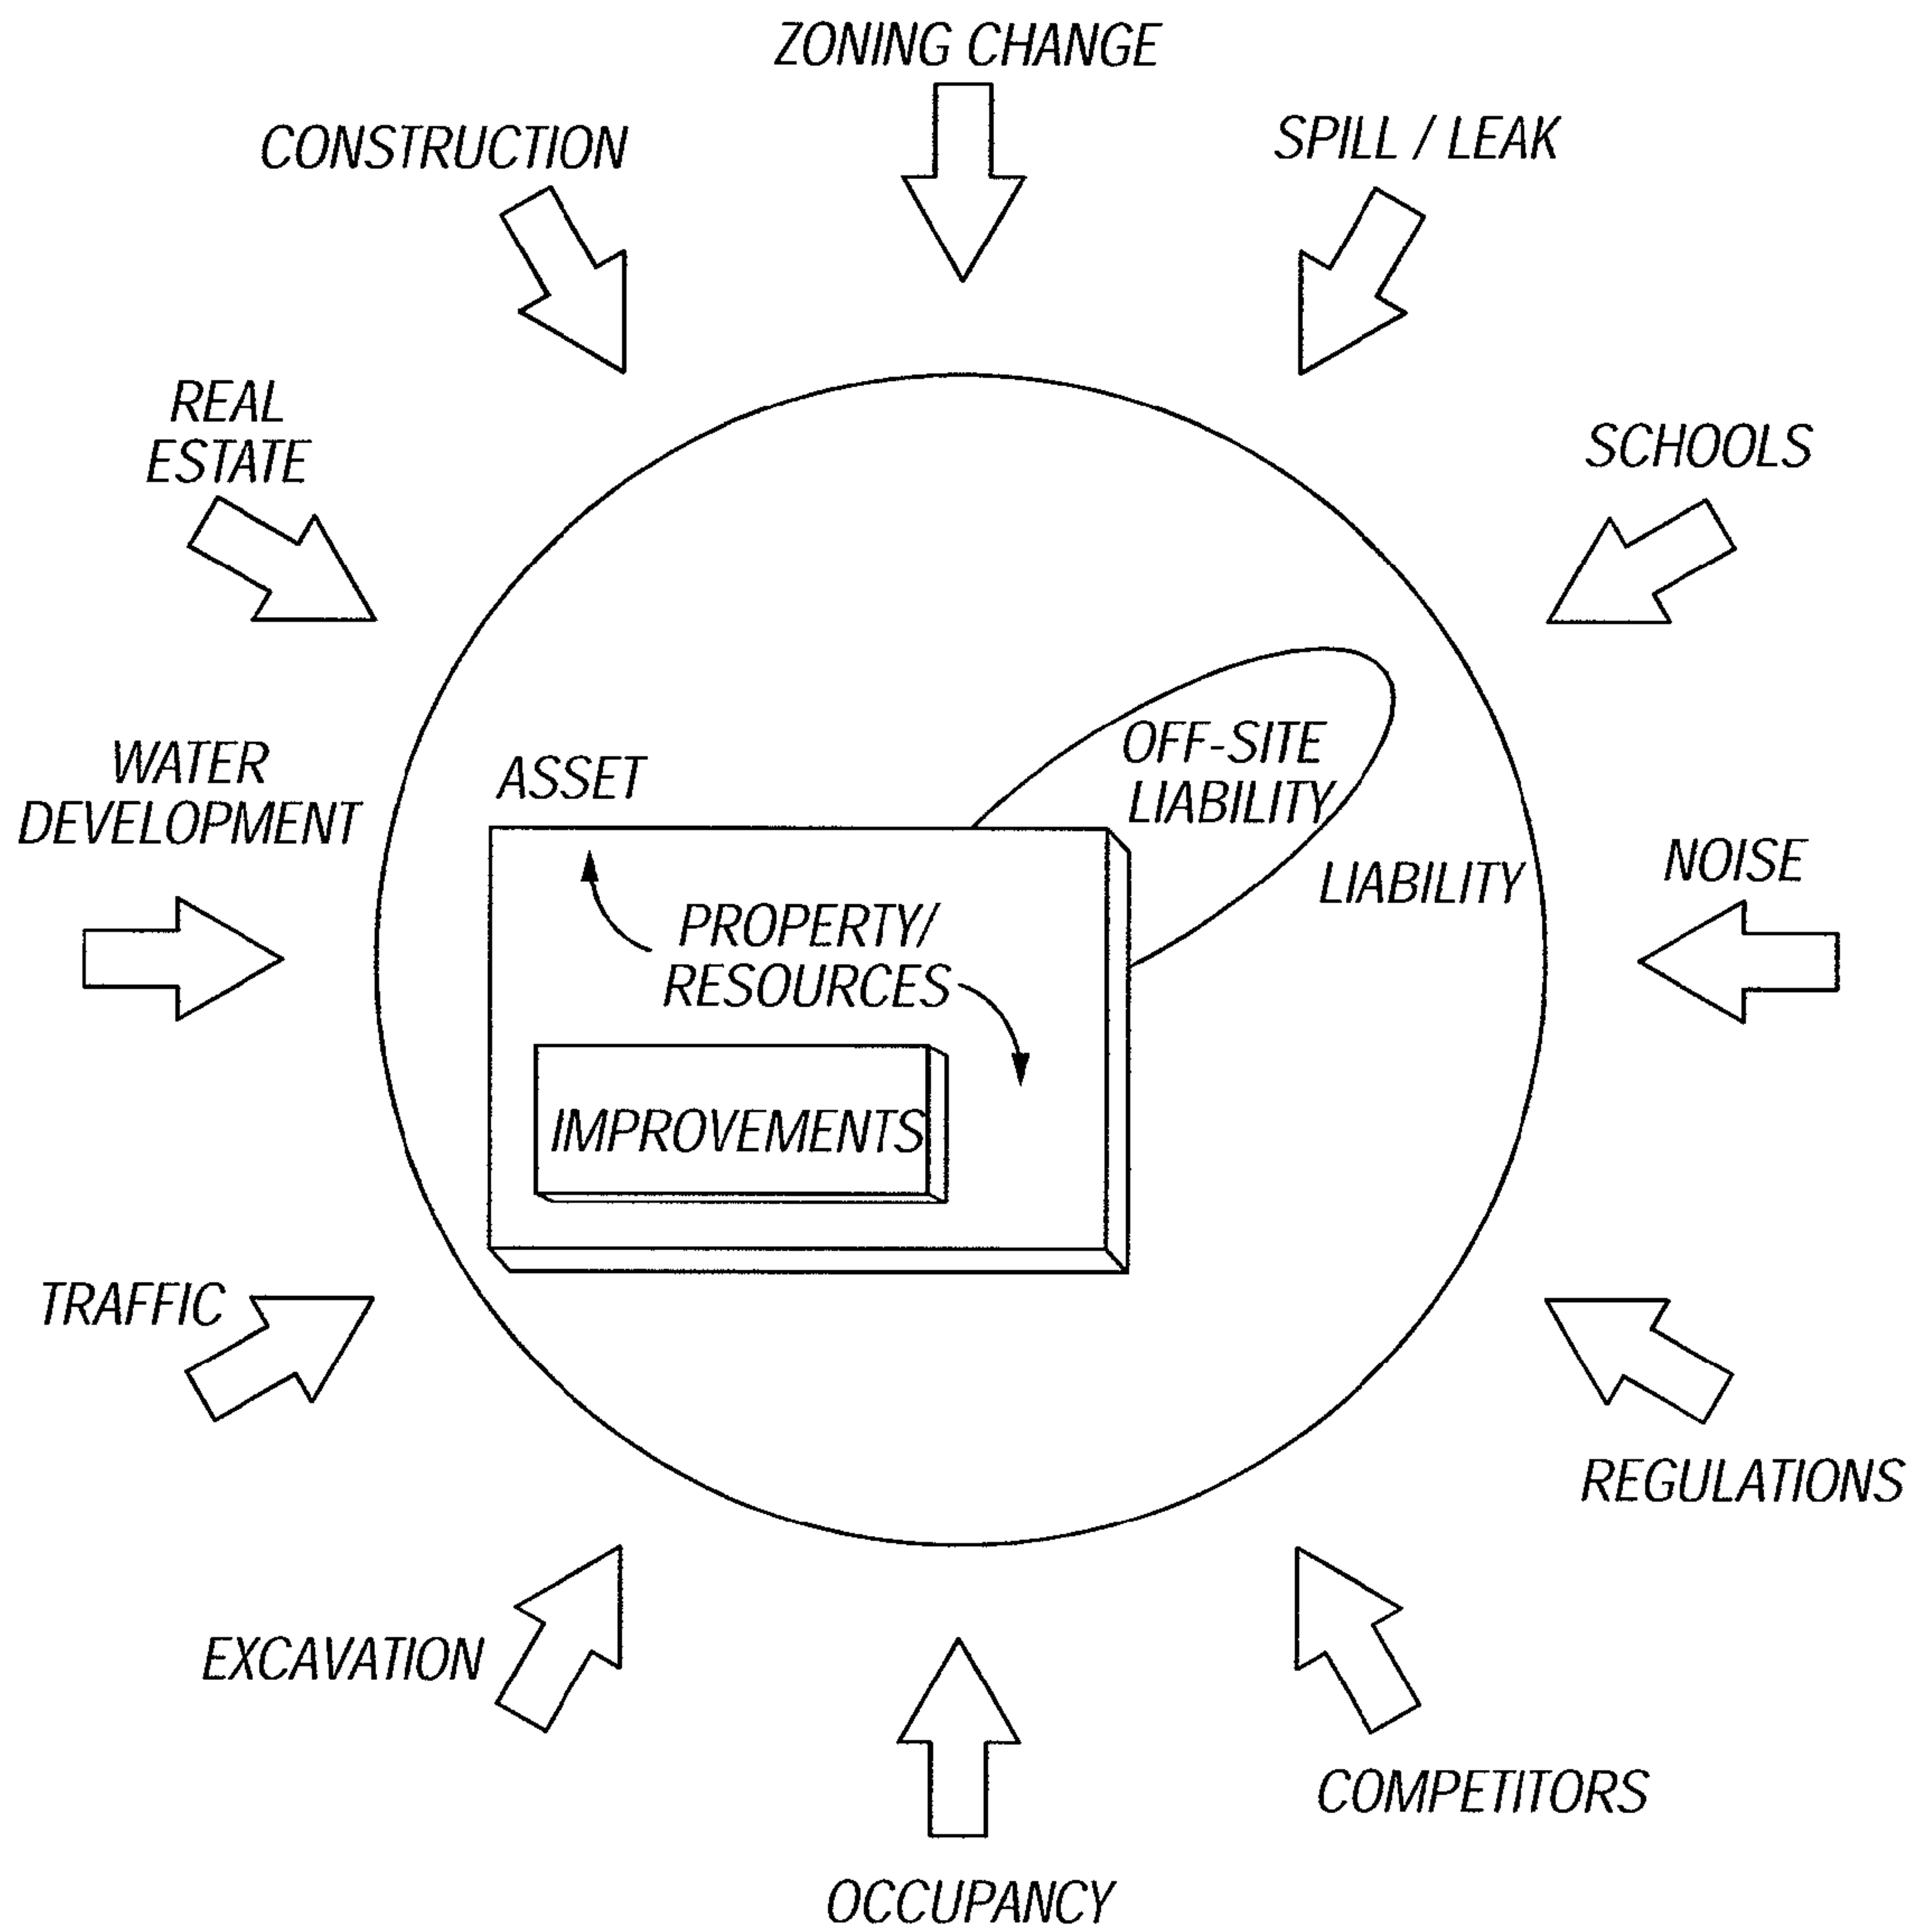 ZONING CHANGE
CONSTRUCTION
SPILL / LEAK
REAL
ESTATE
SCHOOLS
WATER
DEVELOPMENT
ASSET
OFF-SITE
LIABILITY
LIABILITY
NOISE
PROPERTY/
RESOURCES
IMPROVEMENTS
TRAFFIC
REGULATIONS
EXCAVATION
COMPETITORS
OCCUPANCY